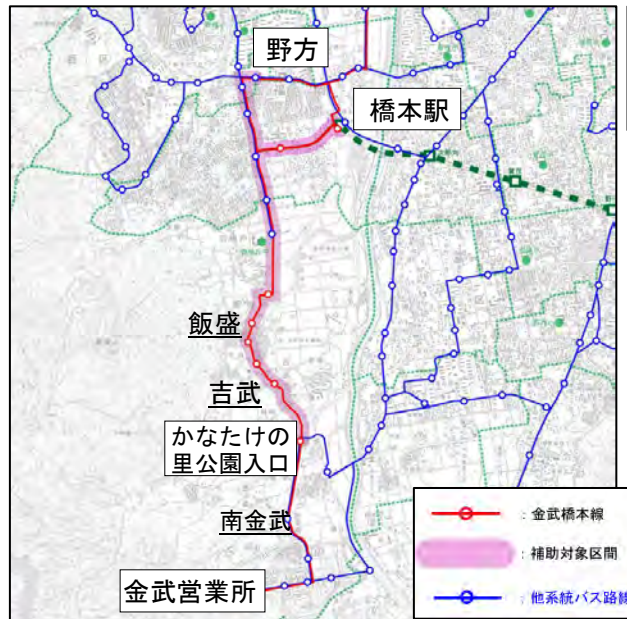 野方
橋本駅
飯盛
吉武
かなたけの
里公園入口
南金武
金武営業所
：金武橋本線
：補助対象区間
：他系統バス路線